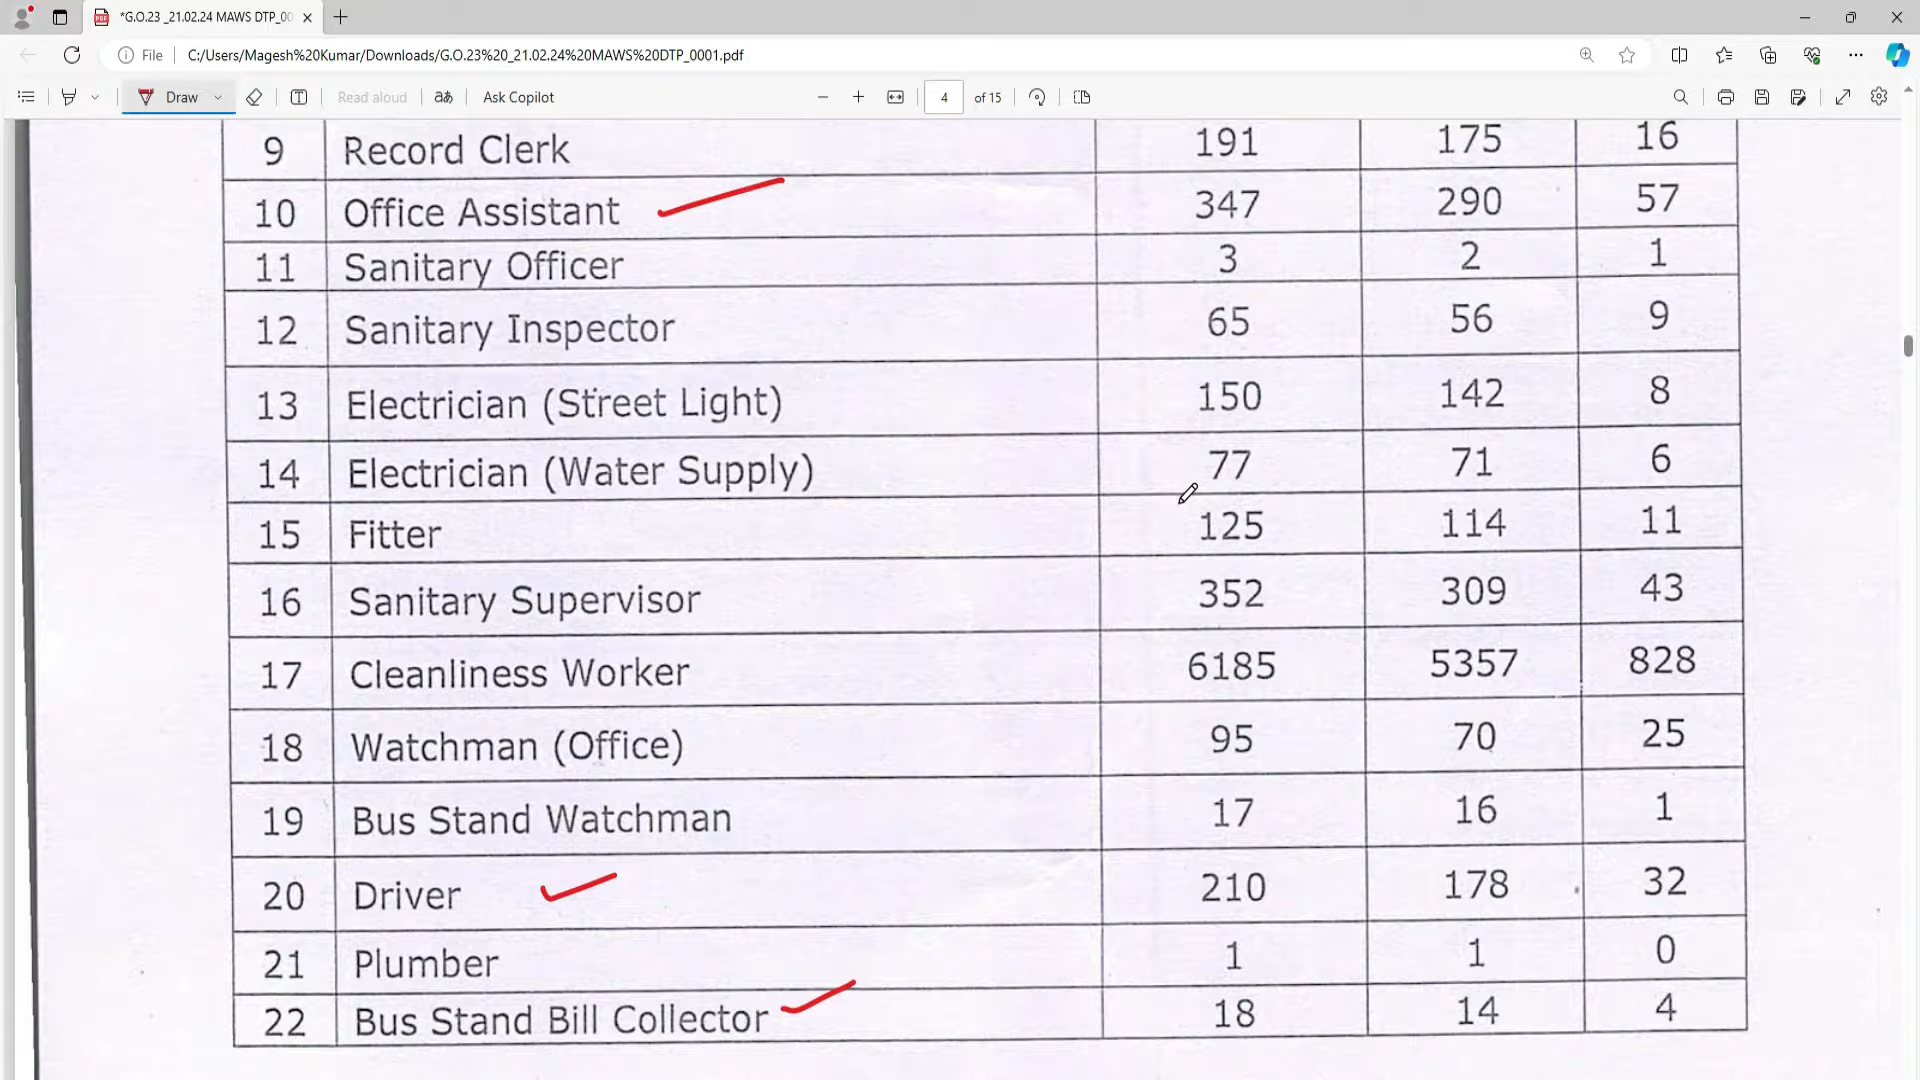 *G.O.23 _21.02.24 MAWS DTP_00
File C:/Users/Magesh%20Kumar/Downloads/G.O.23%20_21.02.24%20MAWS%20DTP_0001.pdf
Draw Read aloud aあ Ask Copilot 4 of 15
9 Record Clerk 191 175 16
10 Office Assistant 347 290 57
11 Sanitary Officer 3 2 1
12 Sanitary Inspector 65 56 9
13 Electrician (Street Light) 150 142 8
14 Electrician (Water Supply) 77 71 6
15 Fitter 125 114 11
16 Sanitary Supervisor 352 309 43
17 Cleanliness Worker 6185 5357 828
18 Watchman (Office) 95 70 25
19 Bus Stand Watchman 17 16 1
20 Driver 210 178 32
21 Plumber 1 1 0
22 Bus Stand Bill Collector 18 14 4